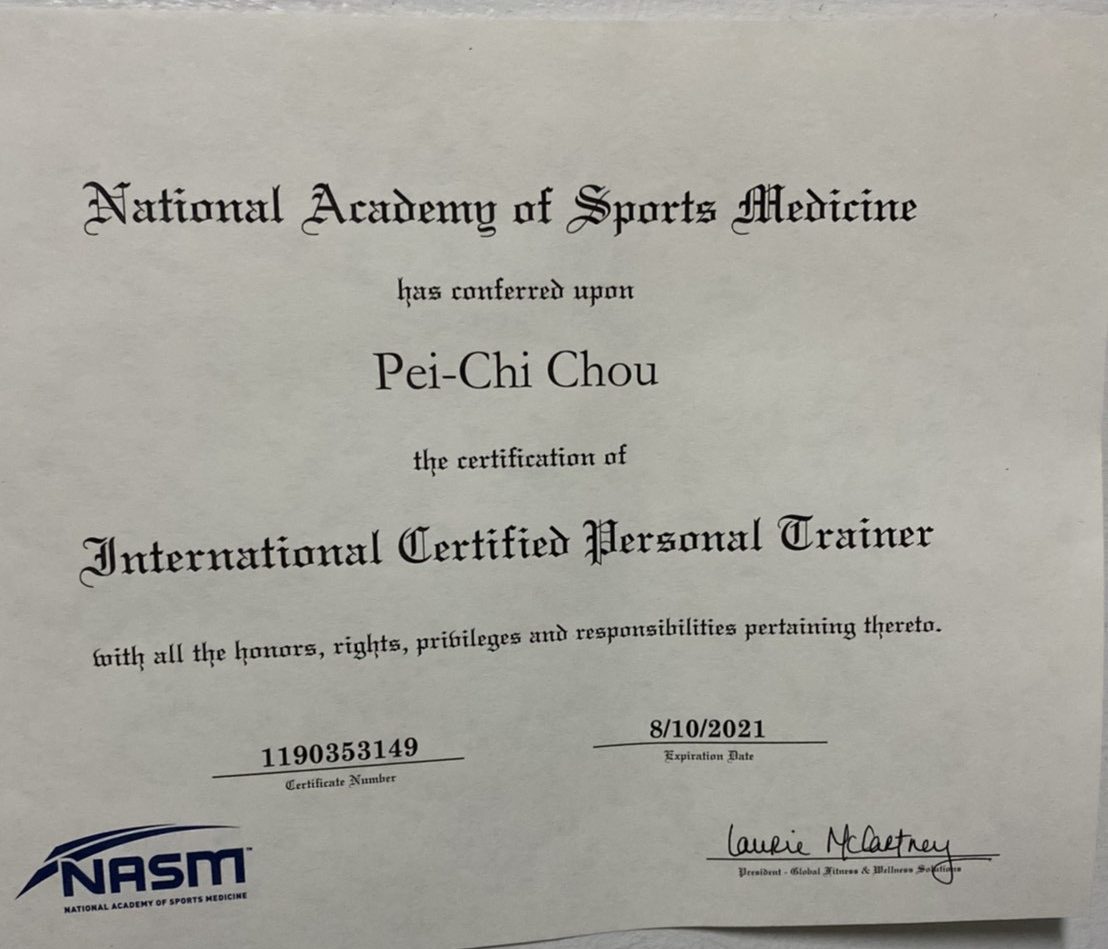 National Academy of Sports Medicine
has conferred upon
Pei-Chi Chou
the certification of
International Certified Personal Trainer
with all the honors, rights, privileges and responsibilities pertaining thereto.
1190353149
Certificate Number
8/10/2021
Expiration Date
Laurie McCartney
President - Global Fitness & Wellness Solutions
NASM™
NATIONAL ACADEMY OF SPORTS MEDICINE